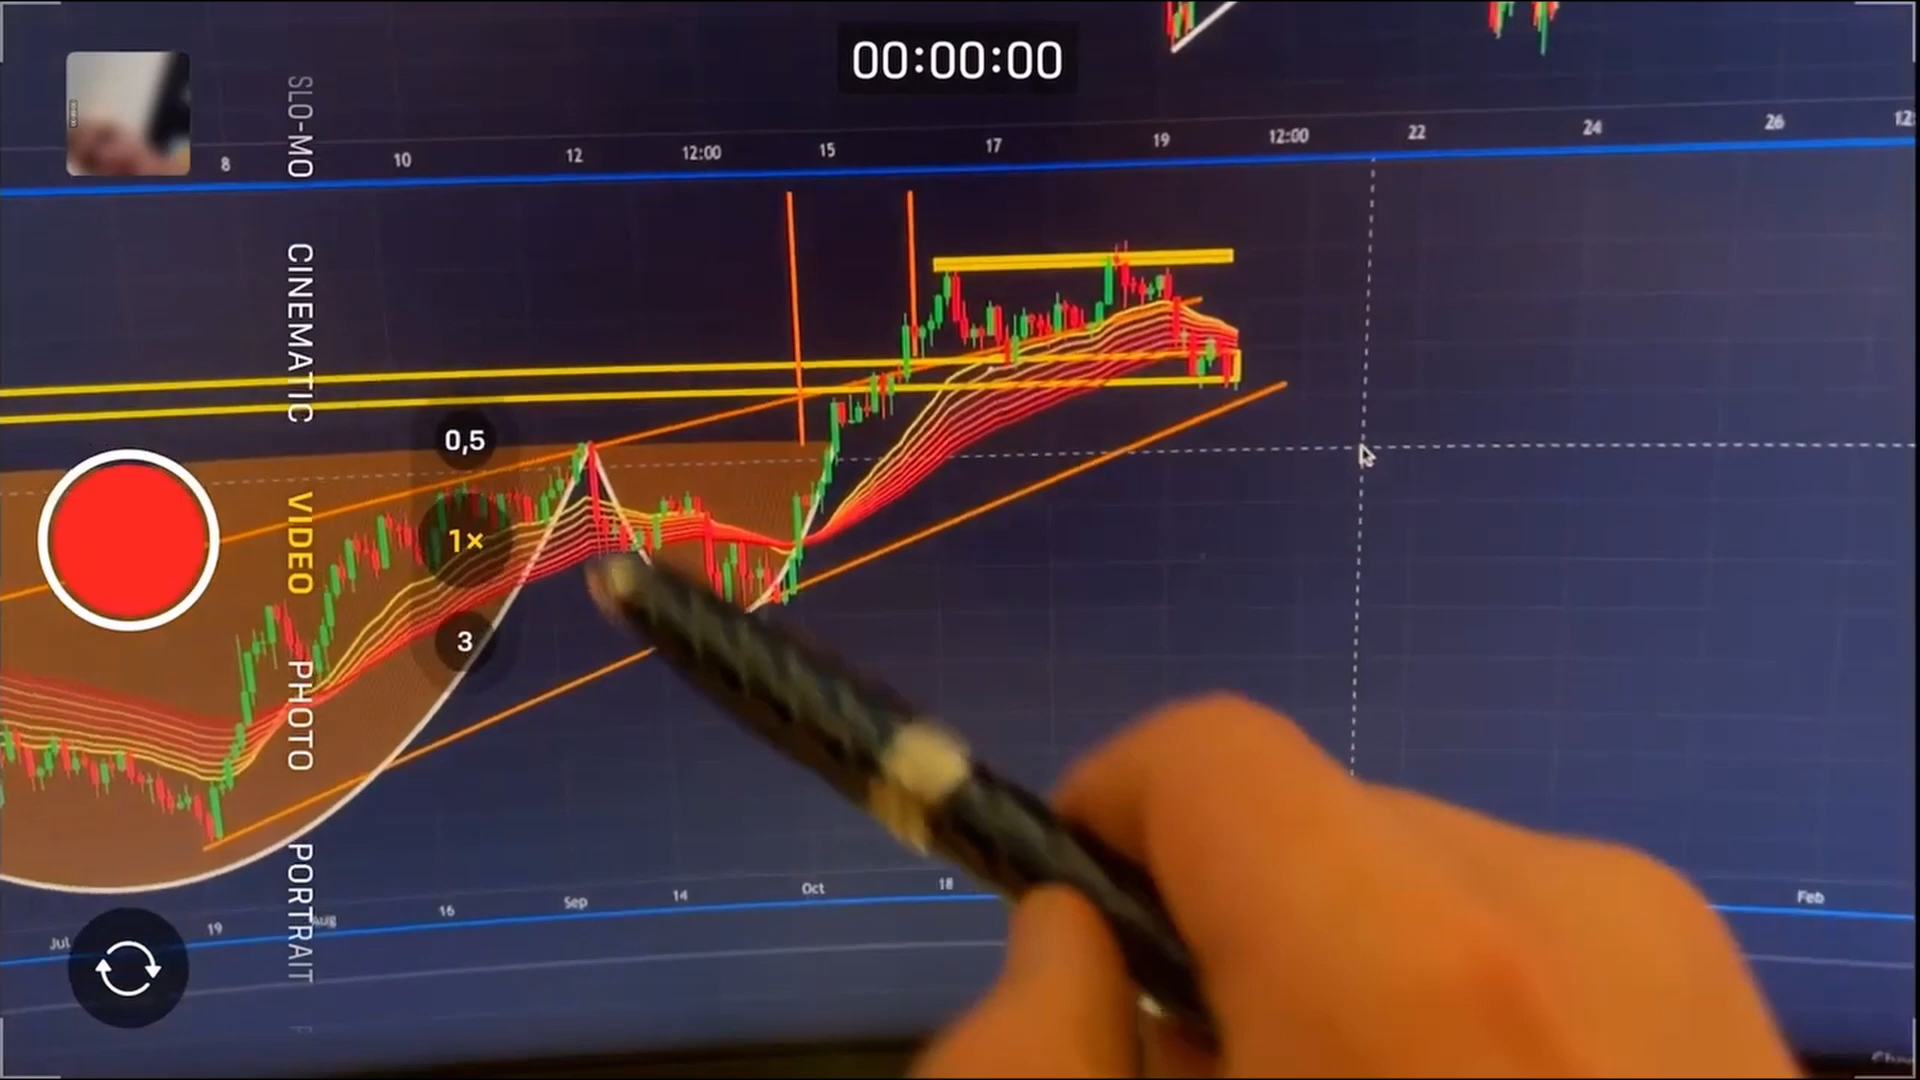 00:00:00
8 10 12 12:00 15 17 19 12:00 22 24 26
SLO-MO
CINEMATIC
VIDEO
PHOTO
PORTRAIT
0,5
1×
3
Jul 19 Aug 16 Sep 14 Oct 18 Feb